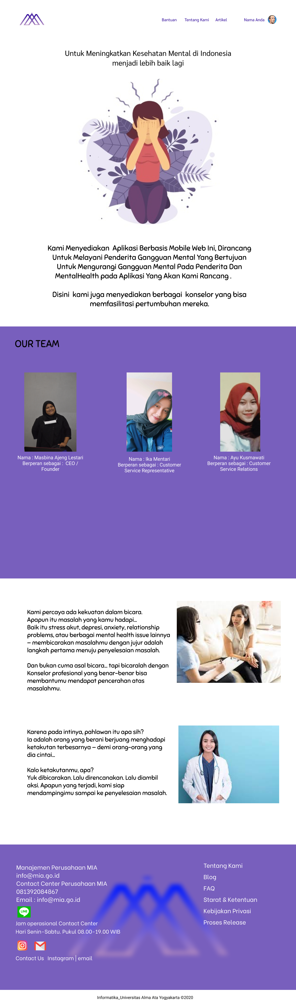 Bantuan Tentang Kami Artikel Nama Anda
Untuk Meningkatkan Kesehatan Mental di Indonesia
menjadi lebih baik lagi
Kami Menyediakan Aplikasi Berbasis Mobile Web Ini, Dirancang
Untuk Melayani Penderita Gangguan Mental Yang Bertujuan
Untuk Mengurangi Gangguan Mental Pada Penderita Dan
MentalHealth pada Aplikasi Yang Akan Kami Rancang .
Disini kami juga menyediakan berbagai konselor yang bisa
memfasilitasi pertumbuhan mereka.
OUR TEAM
Nama : Masbina Ajeng Lestari
Berperan sebagai : CEO /
Founder
Nama : Ika Mentari
Berperan sebagai : Customer
Service Representative
Nama : Ayu Kusmawati
Berperan sebagai : Customer
Service Relations
Kami percaya ada kekuatan dalam bicara.
Apapun itu masalah yang kamu hadapi...
Baik itu stress akut, depresi, anxiety, relationship
problems, atau berbagai mental health issue lainnya
– membicarakan masalahmu dengan jujur adalah
langkah pertama menuju penyelesaian masalah.
Dan bukan cuma asal bicara... tapi bicaralah dengan
Konselor profesional yang benar-benar bisa
membantumu mendapat pencerahan atas
masalahmu.
Karena pada intinya, pahlawan itu apa sih?
Ia adalah orang yang berani berjuang menghadapi
ketakutan terbesarnya – demi orang-orang yang
dia cintai...
Kalo ketakutanmu, apa?
Yuk dibicarakan. Lalu direncanakan. Lalu diambil
aksi. Apapun yang terjadi, kami siap
mendampingimu sampai ke penyelesaian masalah.
Manajemen Perusahaan MIA
info@mia.go.id
Contact Center Perusahaan MIA
081392084867
Email : info@mia.go.id
LINE
Jam operasional Contact Center
Hari Senin-Sabtu. Pukul 08.00-19.00 WIB
Contact Us Instagram | email
Tentang Kami
Blog
FAQ
Starat & Ketentuan
Kebijakan Privasi
Proses Release
Informatika_Universitas Alma Ata Yogyakarta ©2020